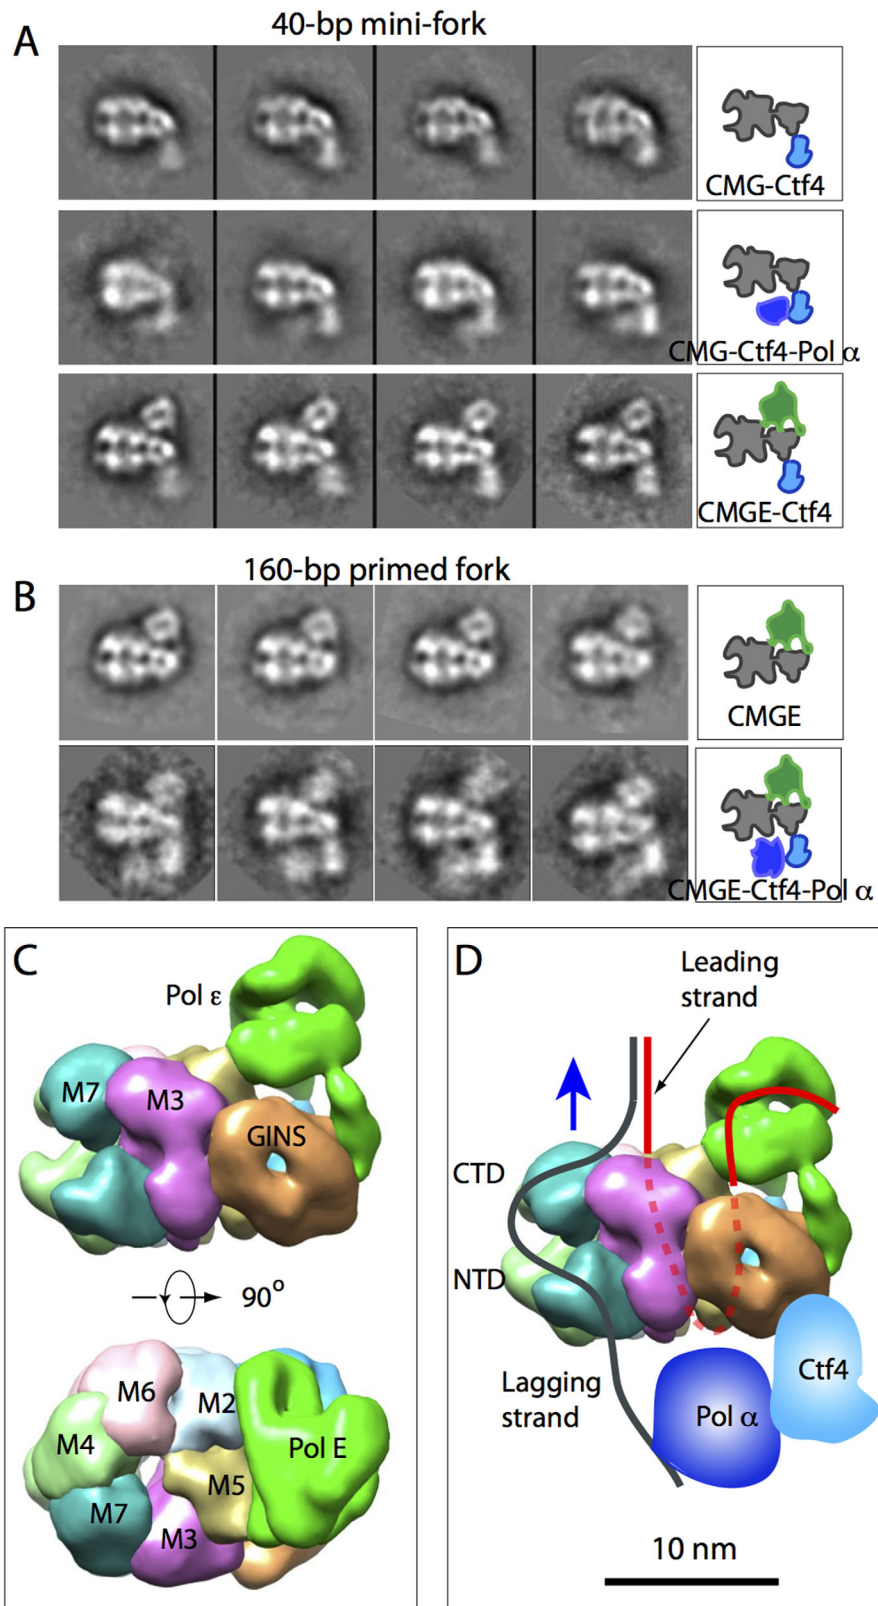 A
40-bp mini-fork
CMG-Ctf4
CMG-Ctf4-Pol α
CMGE-Ctf4
B
160-bp primed fork
CMGE
CMGE-Ctf4-Pol α
C
Pol ε
M7
M3
GINS
90°
M6
M2
M4
Pol E
M5
M7
M3
D
Leading
strand
CTD
NTD
Lagging
strand
Ctf4
Pol α
10 nm